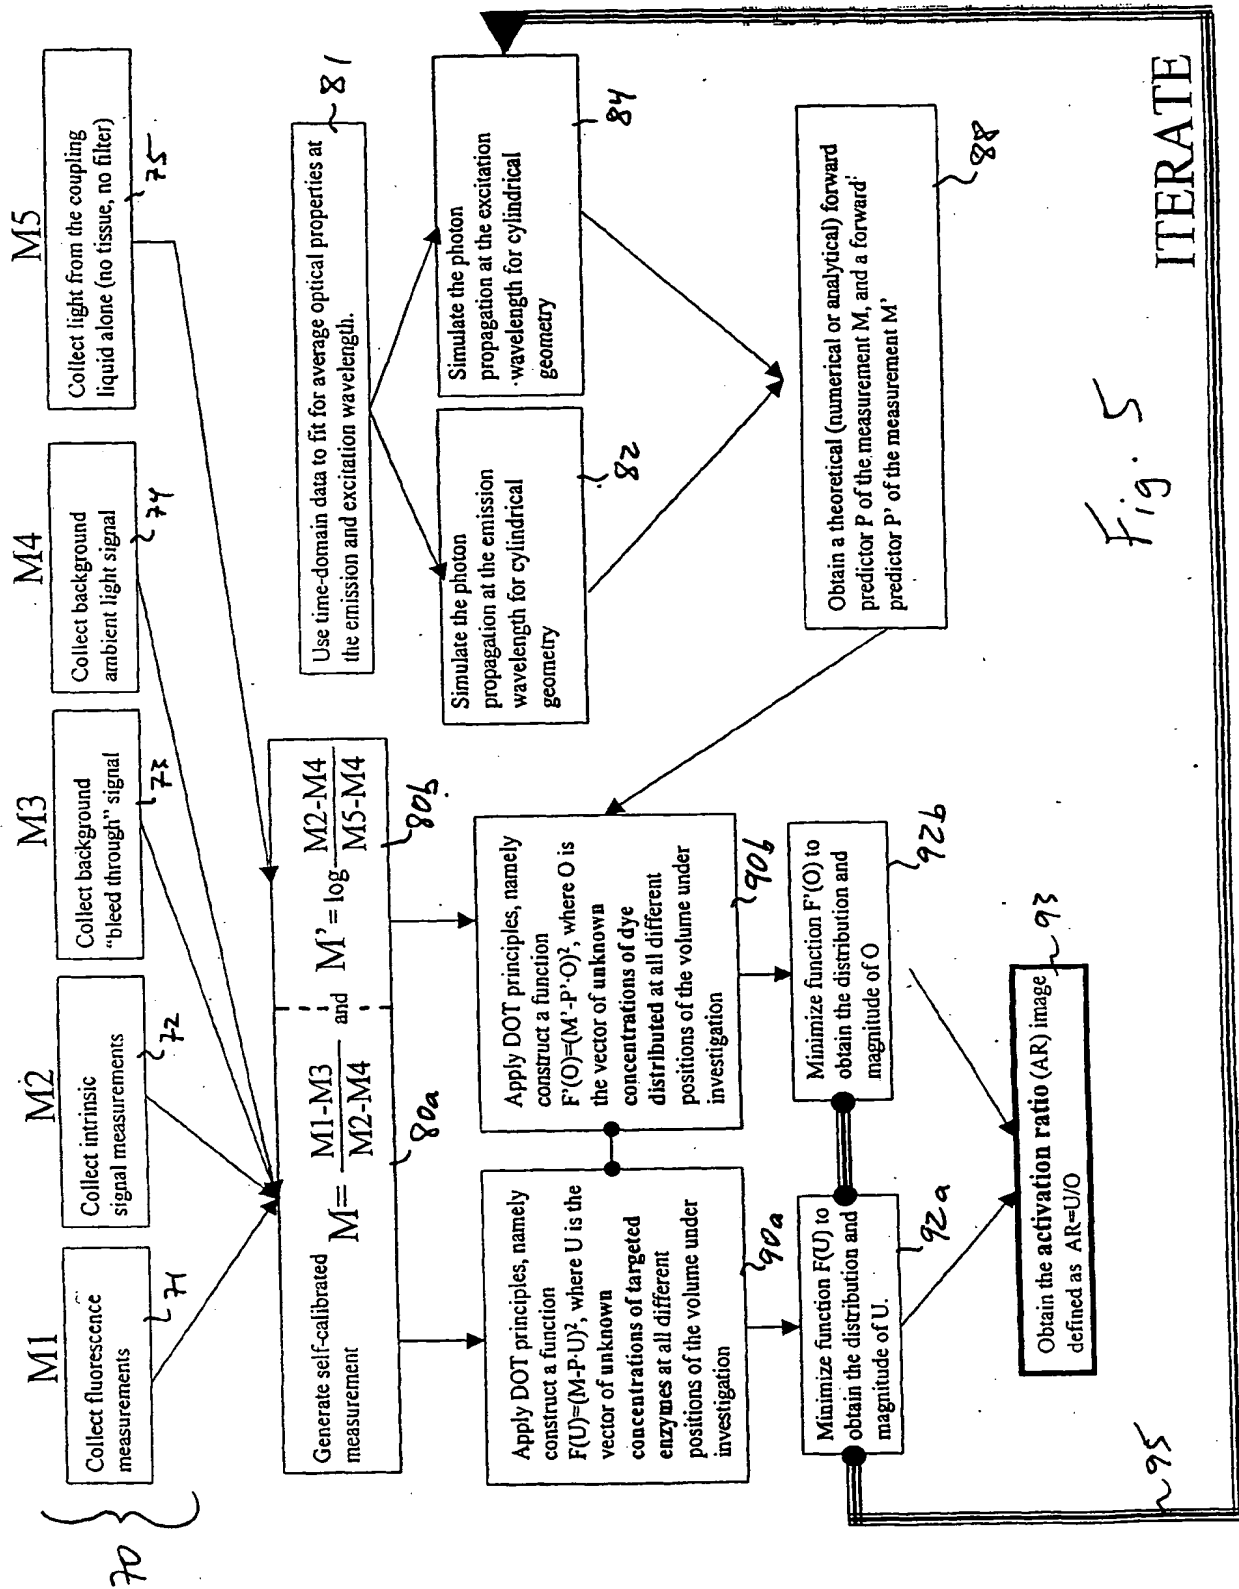 70
M1
Collect fluorescence
measurements
71
M2
Collect intrinsic
signal measurements
72
M3
Collect background
“bleed through” signal
73
M4
Collect background
ambient light signal
74
M5
Collect light from the coupling
liquid alone (no tissue, no filter)
75
Generate self-calibrated
measurement
M= M1-M3
M2-M4
and
M’ = log M2-M4
M5-M4
80a
80b
Use time-domain data to fit for average optical properties at
the emission and excitation wavelength.
81
Simulate the photon
propagation at the emission
wavelength for cylindrical
geometry
82
Simulate the photon
propagation at the excitation
wavelength for cylindrical
geometry
84
Apply DOT principles, namely
construct a function
F(U)=(M-P·U)², where U is the
vector of unknown
concentrations of targeted
enzymes at all different
positions of the volume under
investigation
90a
Apply DOT principles, namely
construct a function
F’(O)=(M’-P’·O)², where O is
the vector of unknown
concentrations of dye
distributed at all different
positions of the volume under
investigation
90b
Obtain a theoretical (numerical or analytical) forward
predictor P of the measurement M, and a forward
predictor P’ of the measurement M’
88
Minimize function F(U) to
obtain the distribution and
magnitude of U.
92a
Minimize function F’(O) to
obtain the distribution and
magnitude of O
92b
Obtain the activation ratio (AR) image
defined as AR=U/O
93
95
Fig. 5
ITERATE